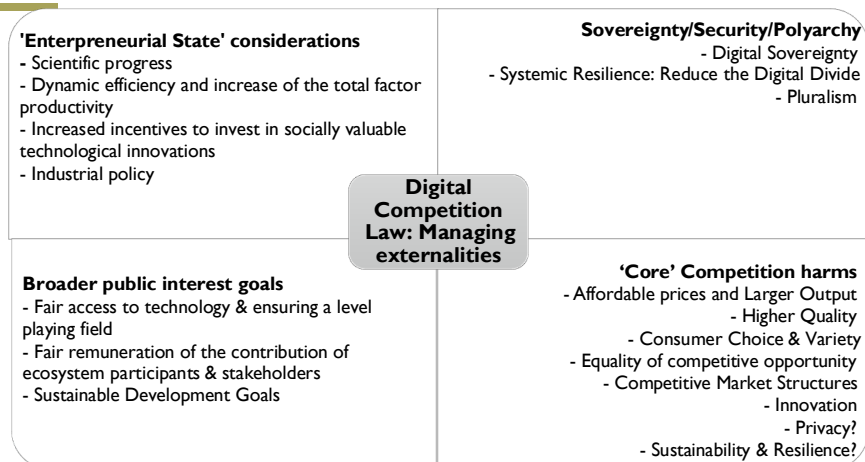 'Enterpreneurial State' considerations
- Scientific progress
- Dynamic efficiency and increase of the total factor
productivity
- Increased incentives to invest in socially valuable
technological innovations
- Industrial policy
Sovereignty/Security/Polyarchy
- Digital Sovereignty
- Systemic Resilience: Reduce the Digital Divide
- Pluralism
Digital
Competition
Law: Managing
externalities
Broader public interest goals
- Fair access to technology & ensuring a level
playing field
- Fair remuneration of the contribution of
ecosystem participants & stakeholders
- Sustainable Development Goals
‘Core’ Competition harms
- Affordable prices and Larger Output
- Higher Quality
- Consumer Choice & Variety
- Equality of competitive opportunity
- Competitive Market Structures
- Innovation
- Privacy?
- Sustainability & Resilience?